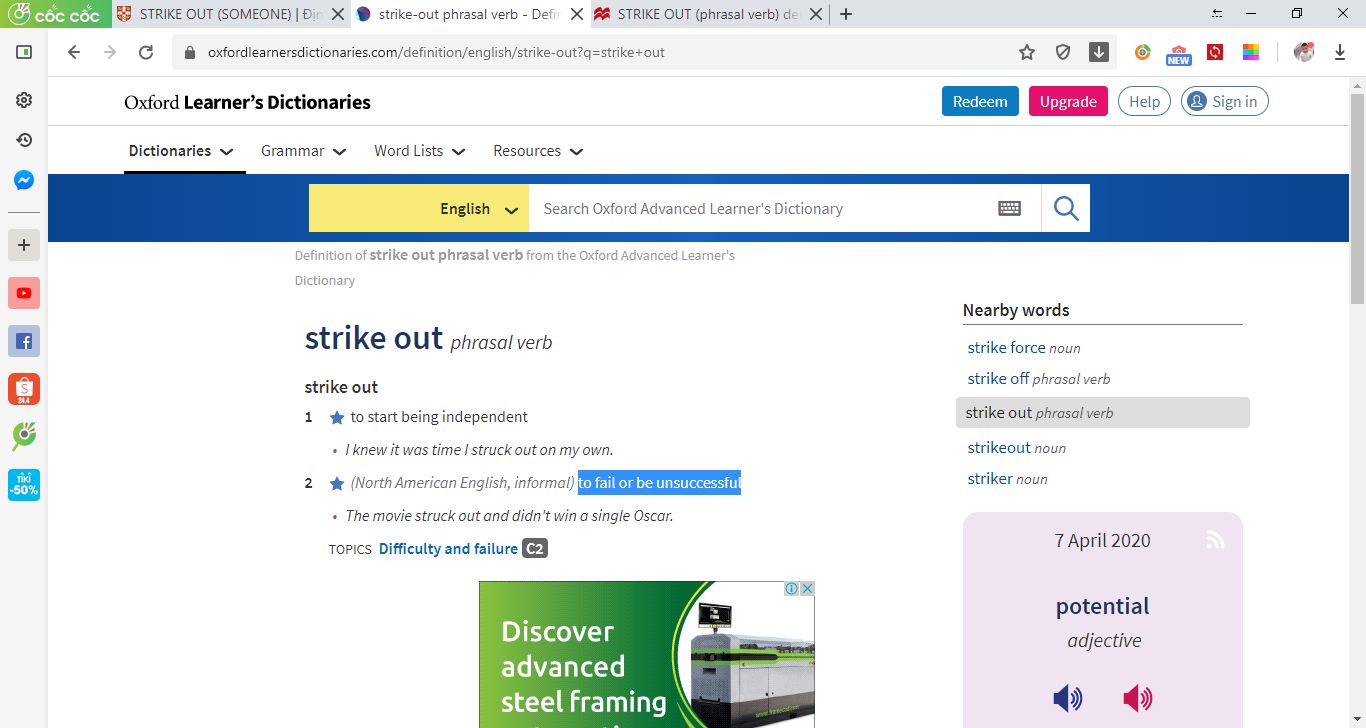 CỐC CỐC
STRIKE OUT (SOMEONE) | Địn
strike-out phrasal verb - Defin
STRIKE OUT (phrasal verb) de
oxfordlearnersdictionaries.com/definition/english/strike-out?q=strike+out
NEW
Oxford Learner's Dictionaries
Redeem
Upgrade
Help
Sign in
Dictionaries
Grammar
Word Lists
Resources
English
Search Oxford Advanced Learner's Dictionary
Definition of strike out phrasal verb from the Oxford Advanced Learner's
Dictionary
strike out phrasal verb
strike out
1 to start being independent
• I knew it was time I struck out on my own.
2 (North American English, informal) to fail or be unsuccessful
• The movie struck out and didn't win a single Oscar.
TOPICS Difficulty and failure C2
Discover
advanced
steel framing
www.framecad.com
Nearby words
strike force noun
strike off phrasal verb
strike out phrasal verb
strikeout noun
striker noun
7 April 2020
potential
adjective
S
24.4
TIKI
-50%